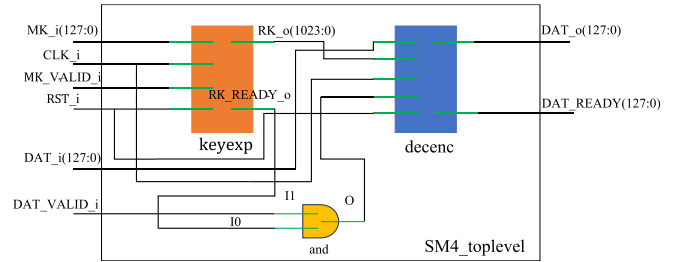 MK_i(127:0)
RK_o(1023:0)
DAT_o(127:0)
CLK_i
MK_VALID_i
RK_READY_o
RST_i
DAT_READY(127:0)
keyexp
decenc
DAT_i(127:0)
I1
O
DAT_VALID_i
I0
and
SM4_toplevel